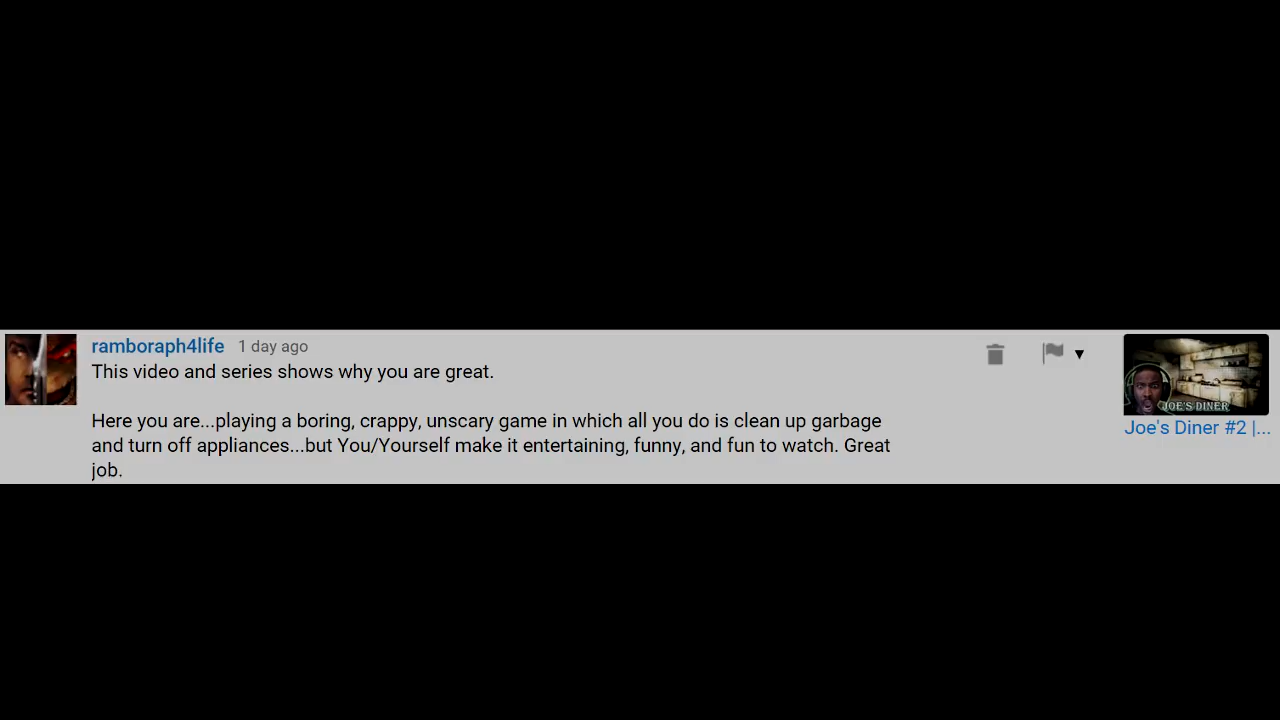 ramboraph4life 1 day ago
This video and series shows why you are great.
Here you are...playing a boring, crappy, unscary game in which all you do is clean up garbage
and turn off appliances...but You/Yourself make it entertaining, funny, and fun to watch. Great
job.
JOE'S DINER
Joe's Diner #2 |...